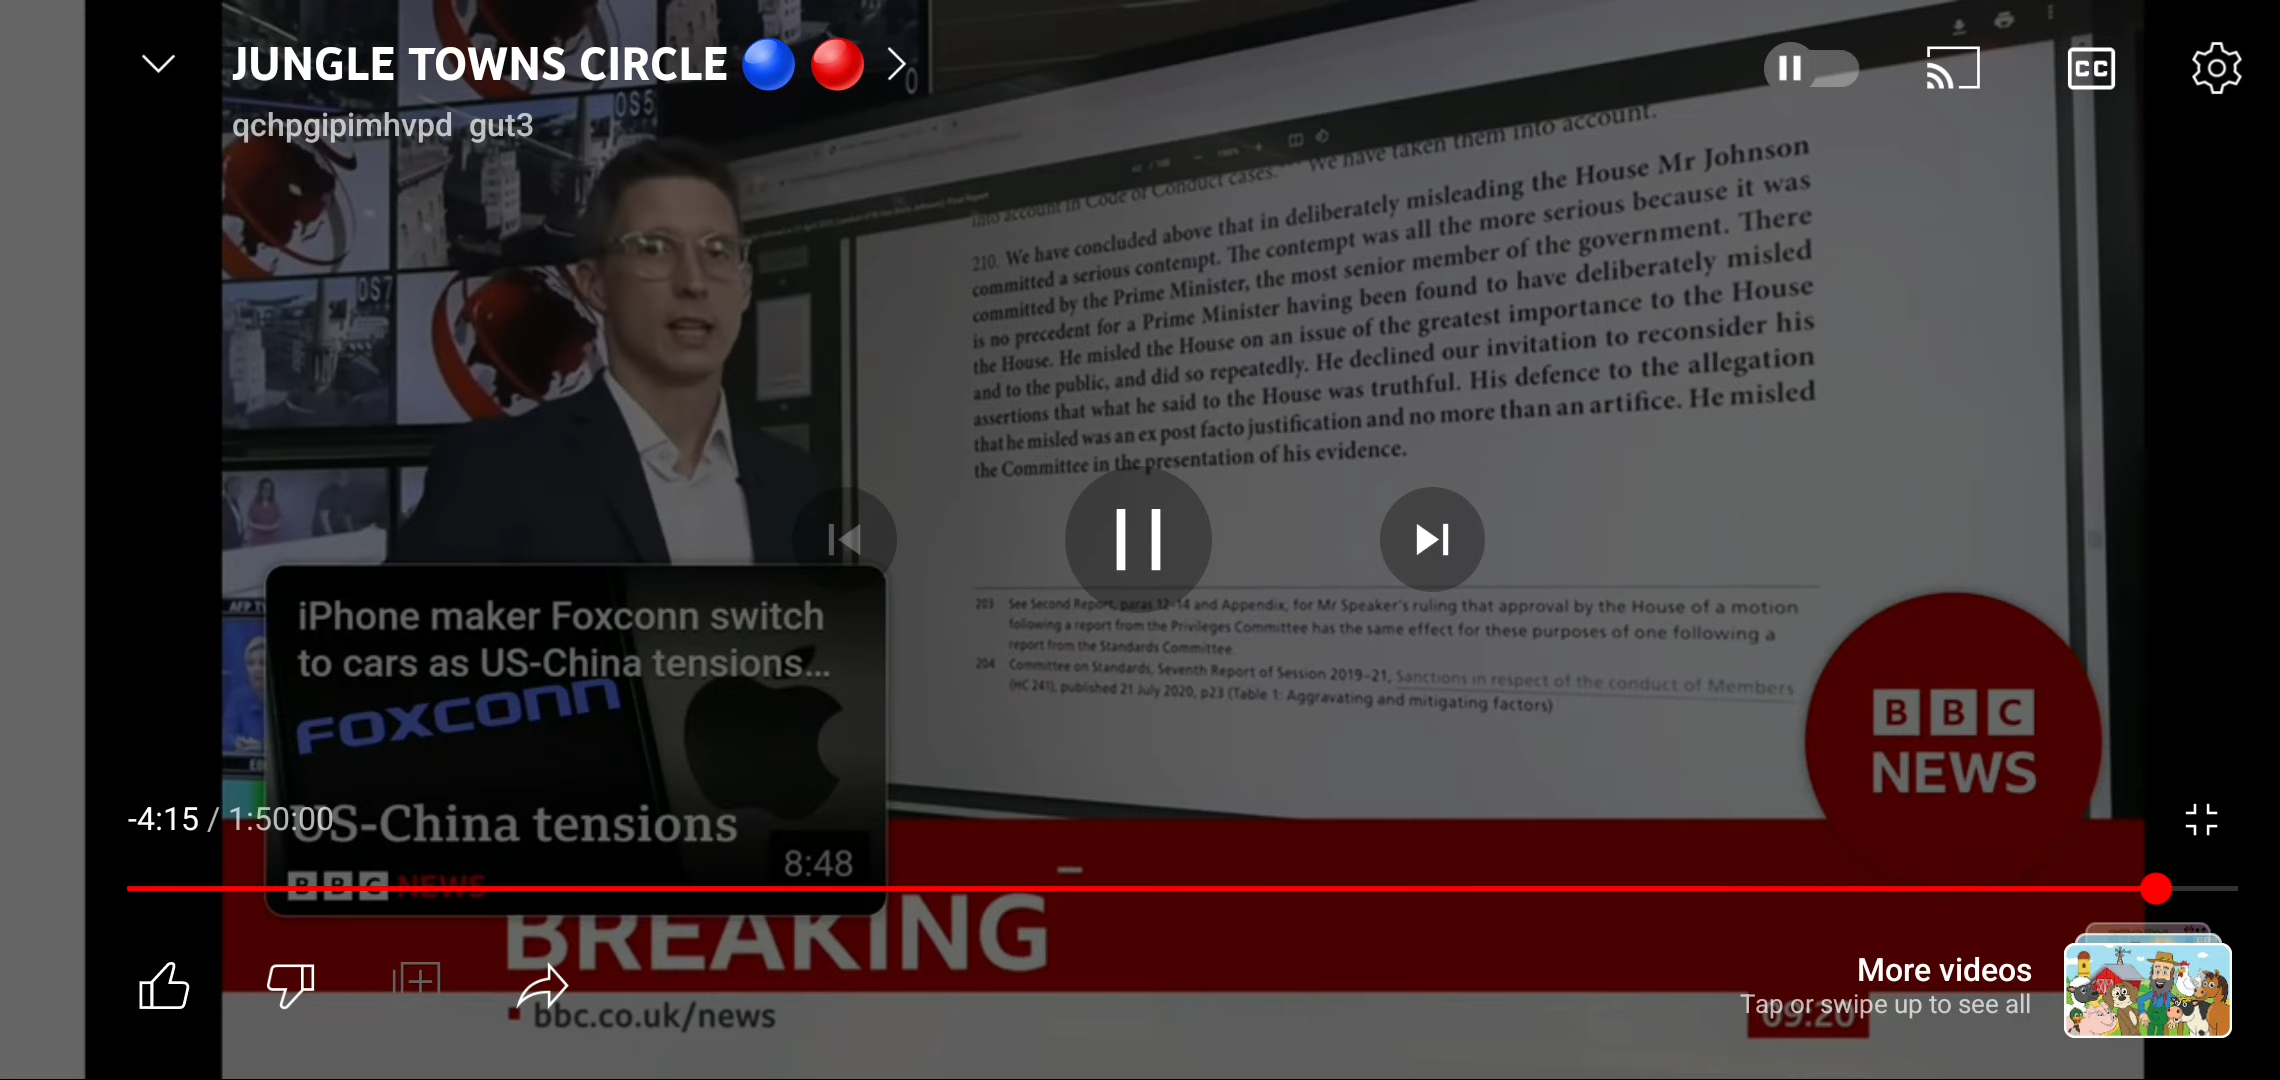 JUNGLE TOWNS CIRCLE
qchpgipimhvpd gut3
CC
0S5
0S7
into account in Code of Conduct cases. We have taken them into account.
210. We have concluded above that in deliberately misleading the House Mr Johnson
committed a serious contempt. The contempt was all the more serious because it was
committed by the Prime Minister, the most senior member of the government. There
is no precedent for a Prime Minister having been found to have deliberately misled
the House. He misled the House on an issue of the greatest importance to the House
and to the public, and did so repeatedly. He declined our invitation to reconsider his
assertions that what he said to the House was truthful. His defence to the allegation
that he misled was an ex post facto justification and no more than an artifice. He misled
the Committee in the presentation of his evidence.
203 See Second Report, paras 12-14 and Appendix, for Mr Speaker's ruling that approval by the House of a motion
following a report from the Privileges Committee has the same effect for these purposes of one following a
report from the Standards Committee.
204 Committee on Standards, Seventh Report of Session 2019-21, Sanctions in respect of the conduct of Members
(HC 241), published 21 July 2020, p23 (Table 1: Aggravating and mitigating factors)
iPhone maker Foxconn switch
to cars as US-China tensions...
FOXCONN
US-China tensions
8:48
BBC NEWS
BBC
NEWS
-4:15 / 1:50:00
BREAKING
bbc.co.uk/news
09:20
More videos
Tap or swipe up to see all